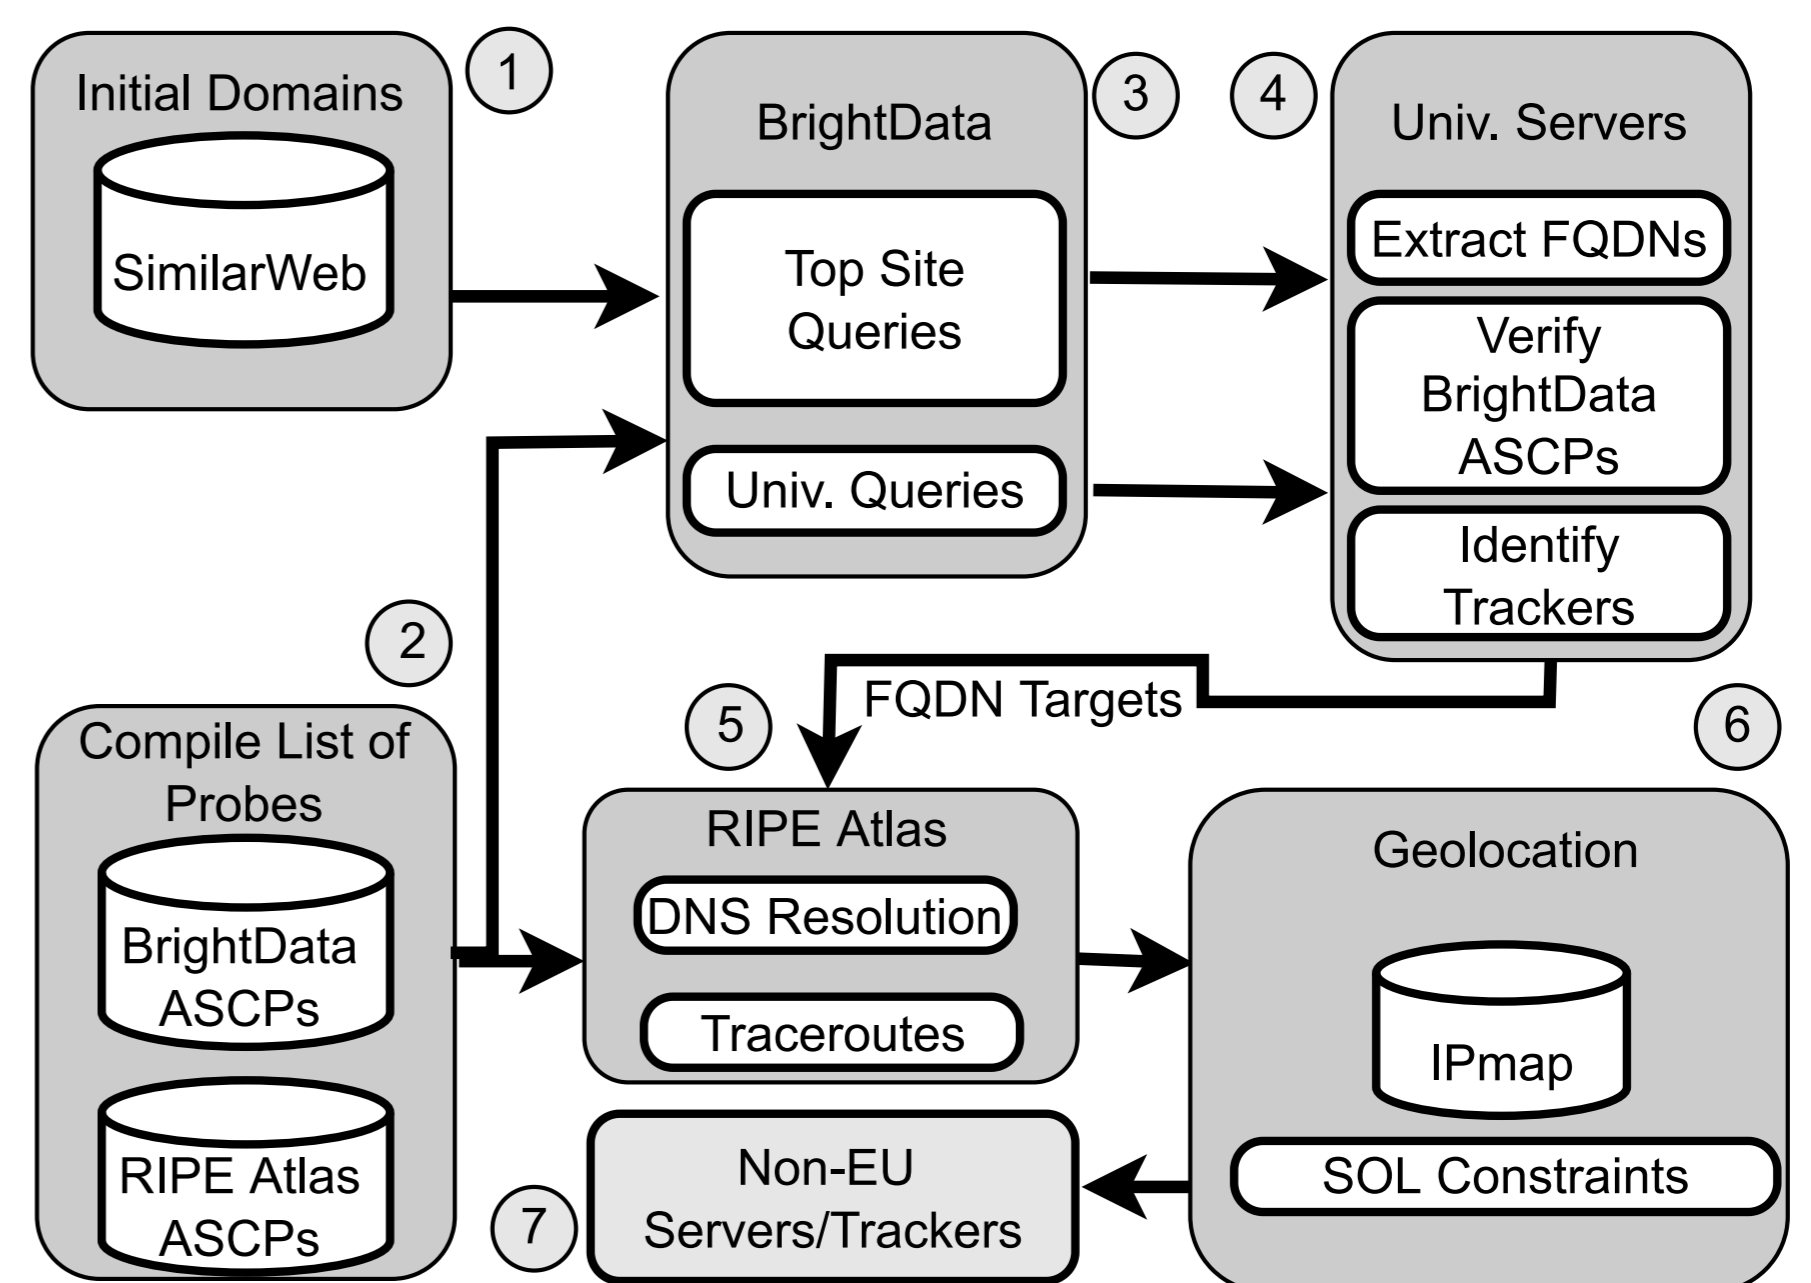 Initial Domains
SimilarWeb
1
BrightData
Top Site
Queries
Univ. Queries
3
4
Univ. Servers
Extract FQDNs
Verify
BrightData
ASCPs
Identify
Trackers
2
Compile List of
Probes
BrightData
ASCPs
RIPE Atlas
ASCPs
FQDN Targets
5
RIPE Atlas
DNS Resolution
Traceroutes
6
Geolocation
IPmap
SOL Constraints
7
Non-EU
Servers/Trackers